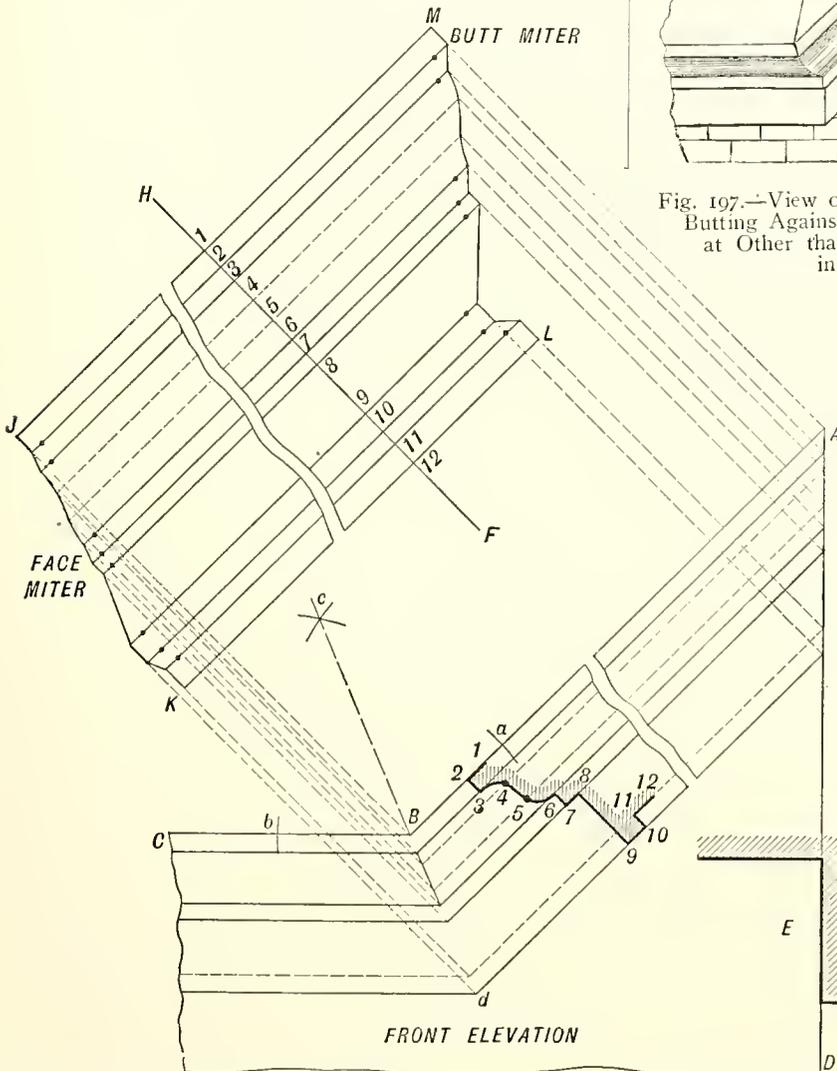 M
BUTT MITER
Fig. 197.—View o
Butting Agains
at Other tha
in
H
1
2
3
4
5
6
7
8
9
10
11
12
L
J
A
F
FACE
MITER
c
K
a
1
2
3
4
5
6
7
8
9
10
11
12
B
b
C
E
d
FRONT ELEVATION
D